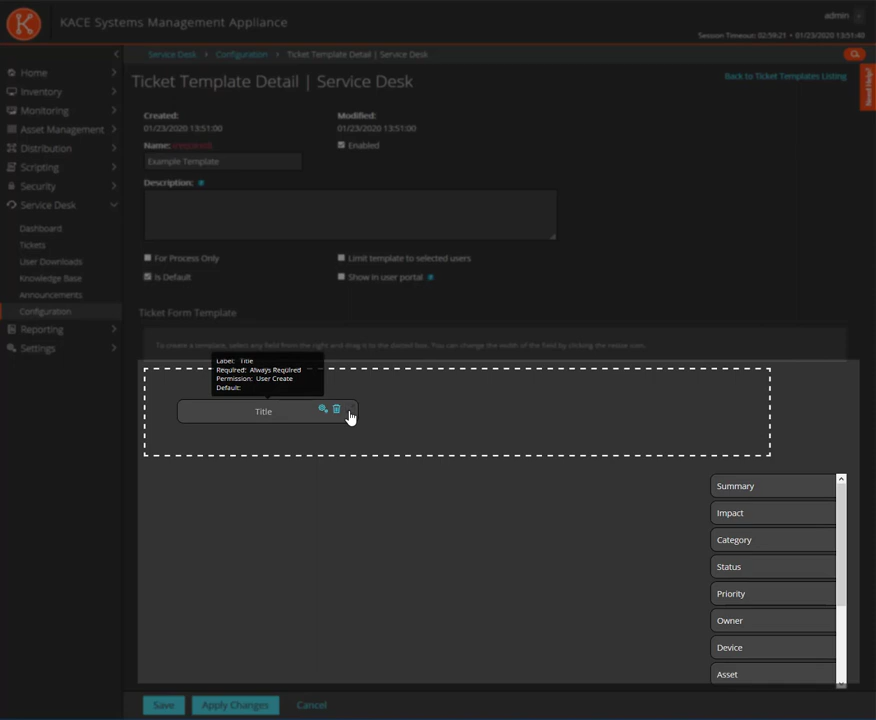 K KACE Systems Management Appliance
admin
Session Timeout: 02:59:21 • 01/23/2020 13:51:40
Service Desk Configuration Ticket Template Detail | Service Desk
Need Help?
Home
Inventory
Monitoring
Asset Management
Distribution
Scripting
Security
Service Desk
Dashboard
Tickets
User Downloads
Knowledge Base
Announcements
Configuration
Reporting
Settings
Ticket Template Detail | Service Desk
Back to Ticket Templates Listing
Created:
01/23/2020 13:51:00
Modified:
01/23/2020 13:51:00
Name: (required)
Enabled
Example Template
Description:
For Process Only
Limit template to selected users
Is Default
Show in user portal
Ticket Form Template
To create a template, select any field from the right and drag it to the dotted box. You can change the width of the field by clicking the resize icon.
Label: Title
Required: Always Required
Permission: User Create
Default:
Title
Summary
Impact
Category
Status
Priority
Owner
Device
Asset
Save
Apply Changes
Cancel